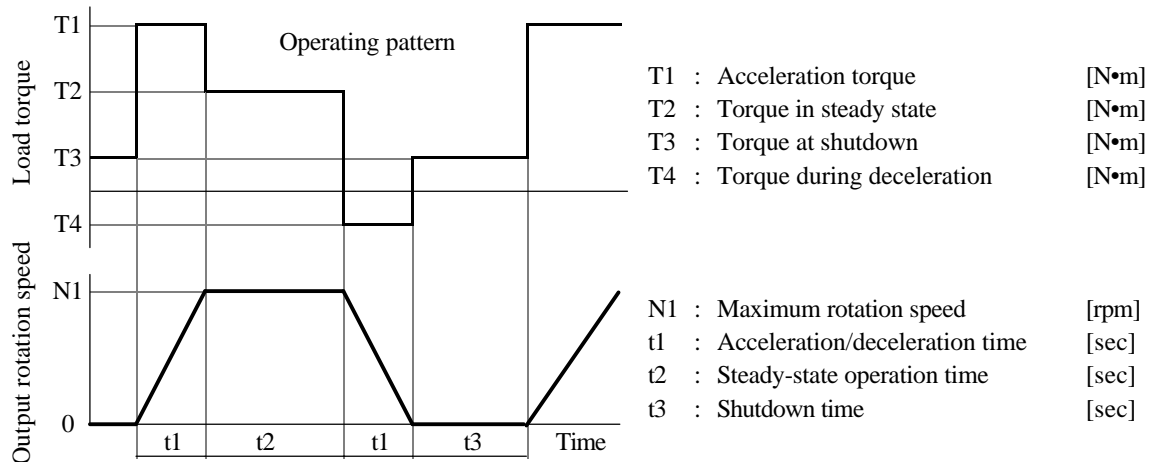 Operating pattern
Load torque
T1
T2
T3
T4
Output rotation speed
N1
0
t1 t2 t1 t3 Time
T1 : Acceleration torque [N•m]
T2 : Torque in steady state [N•m]
T3 : Torque at shutdown [N•m]
T4 : Torque during deceleration [N•m]
N1 : Maximum rotation speed [rpm]
t1 : Acceleration/deceleration time [sec]
t2 : Steady-state operation time [sec]
t3 : Shutdown time [sec]